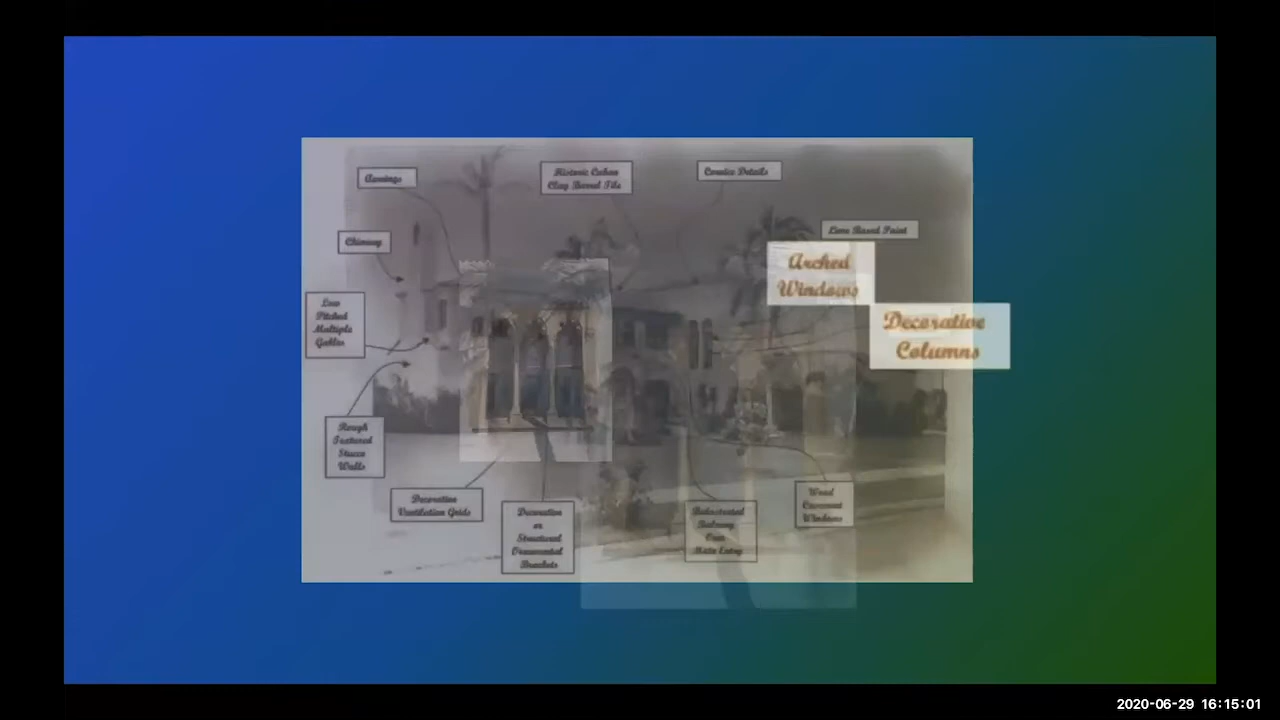 Awnings
Historic Cuban
Clay Barrel Tile
Cornice Details
Chimney
Lime Based Paint
Arched
Windows
Low
Pitched
Multiple
Gables
Decorative
Columns
Rough
Textured
Stucco
Walls
Decorative
Ventilation Grids
Decorative
or
Structural
Ornamental
Brackets
Balustraded
Balcony
Over
Main Entry
Wood
Casement
Windows
2020-06-29 16:15:01